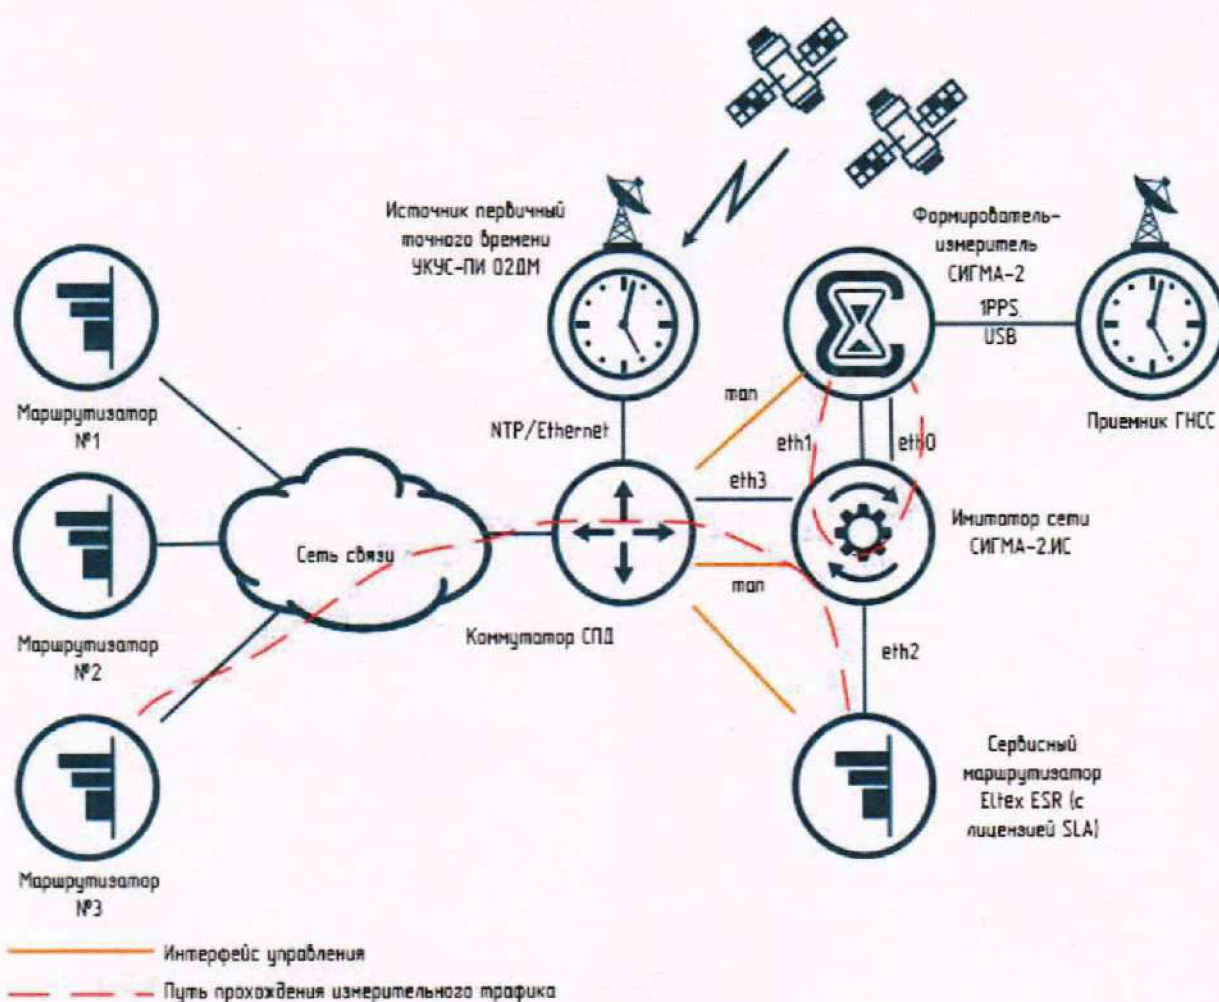 Источник первичный
точного времени
УКУС-ПИ 02ДМ
Формирователь-
измеритель
СИГМА-2
1PPS
USB
Приемник ГНСС
Маршрутизатор
№1
NTP/Ethernet
man
eth1
eth0
eth3
Имитатор сети
СИГМА-2.ИС
Сеть связи
man
Коммутатор СПД
Маршрутизатор
№2
eth2
Сервисный
маршрутизатор
Eltex ESR (с
лицензией SLA)
Маршрутизатор
№3
Интерфейс управления
Путь прохождения измерительного трафика